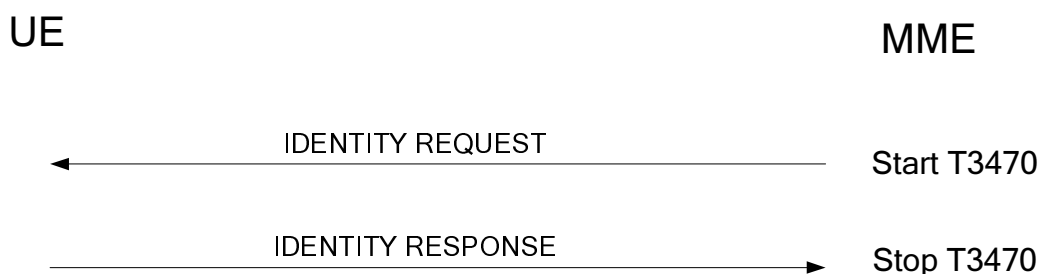 UE
MME
IDENTITY REQUEST
Start T3470
IDENTITY RESPONSE
Stop T3470